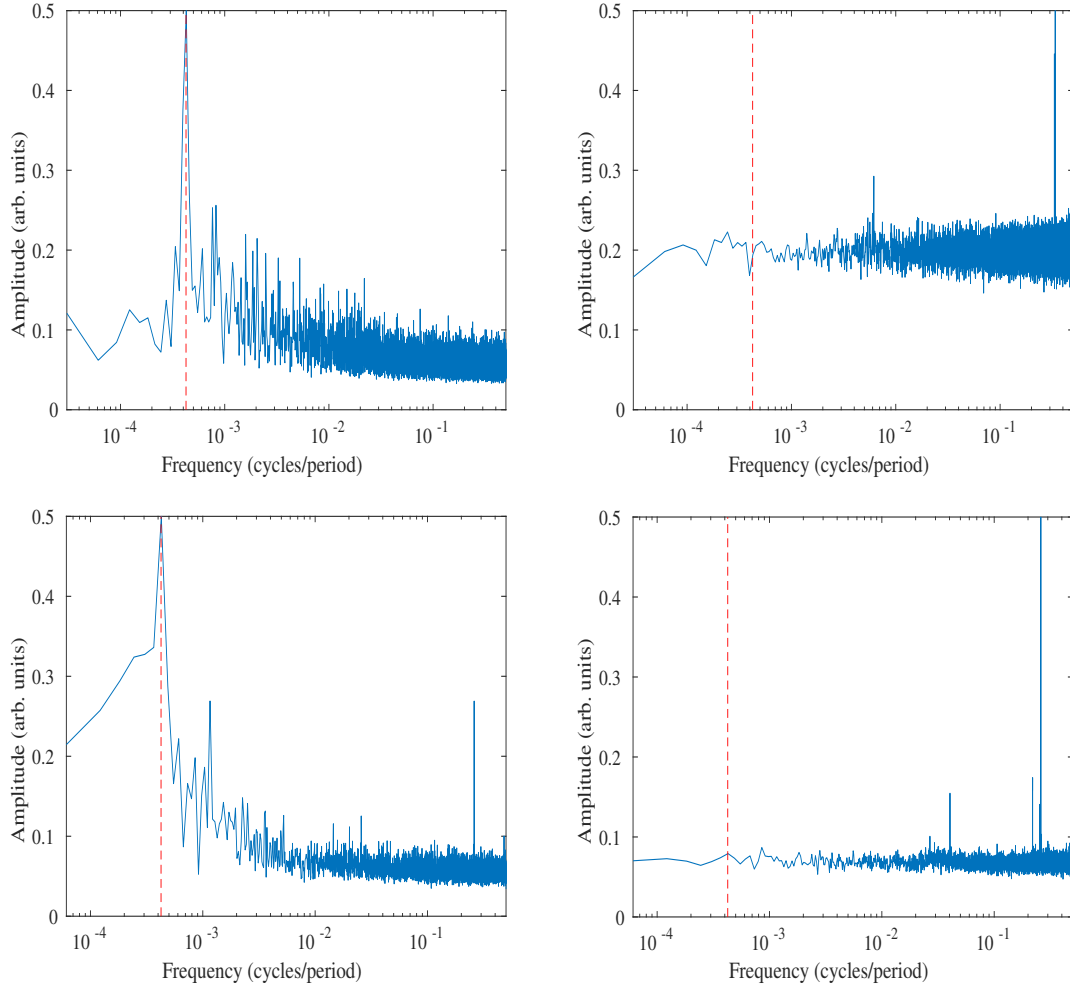 0.5
0.4
0.3
0.2
0.1
0
Amplitude (arb. units)
10^-4 10^-3 10^-2 10^-1
Frequency (cycles/period)
0.5
0.4
0.3
0.2
0.1
0
Amplitude (arb. units)
10^-4 10^-3 10^-2 10^-1
Frequency (cycles/period)
0.5
0.4
0.3
0.2
0.1
0
Amplitude (arb. units)
10^-4 10^-3 10^-2 10^-1
Frequency (cycles/period)
0.5
0.4
0.3
0.2
0.1
0
Amplitude (arb. units)
10^-4 10^-3 10^-2 10^-1
Frequency (cycles/period)